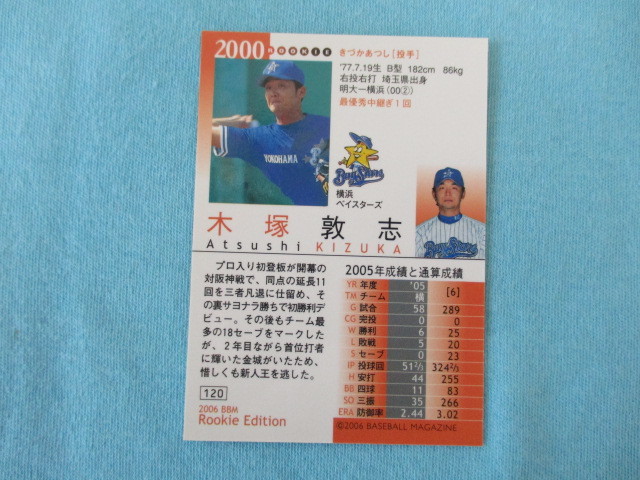 2000 ROOKIE
きづかあつし [投手]
'77.7.19生 B型 182cm 86kg
右投右打 埼玉県出身
明大ー横浜(00②)
最優秀中継ぎ1回
YOKOHAMA
BayStars
横浜
ベイスターズ
木塚 敦志
Atsushi KIZUKA
プロ入り初登板が開幕の
対阪神戦で、同点の延長11
回を三者凡退に仕留め、そ
の裏サヨナラ勝ちで初勝利デ
ビュー。その後もチーム最
多の18セーブをマークした
が、2年目ながら首位打者
に輝いた金城がいたため、
惜しくも新人王を逃した。
120
2006 BBM
Rookie Edition
2005年成績と通算成績
YR 年度 '05 [6]
TM チーム 横
G 試合 58 289
CG 完投 0 0
W 勝利 6 25
L 敗戦 5 20
S セーブ 0 23
IP 投球回 51 2/3 324 2/3
H 安打 44 255
BB 四球 11 83
SO 三振 35 266
ERA 防御率 2.44 3.02
©2006 BASEBALL MAGAZINE